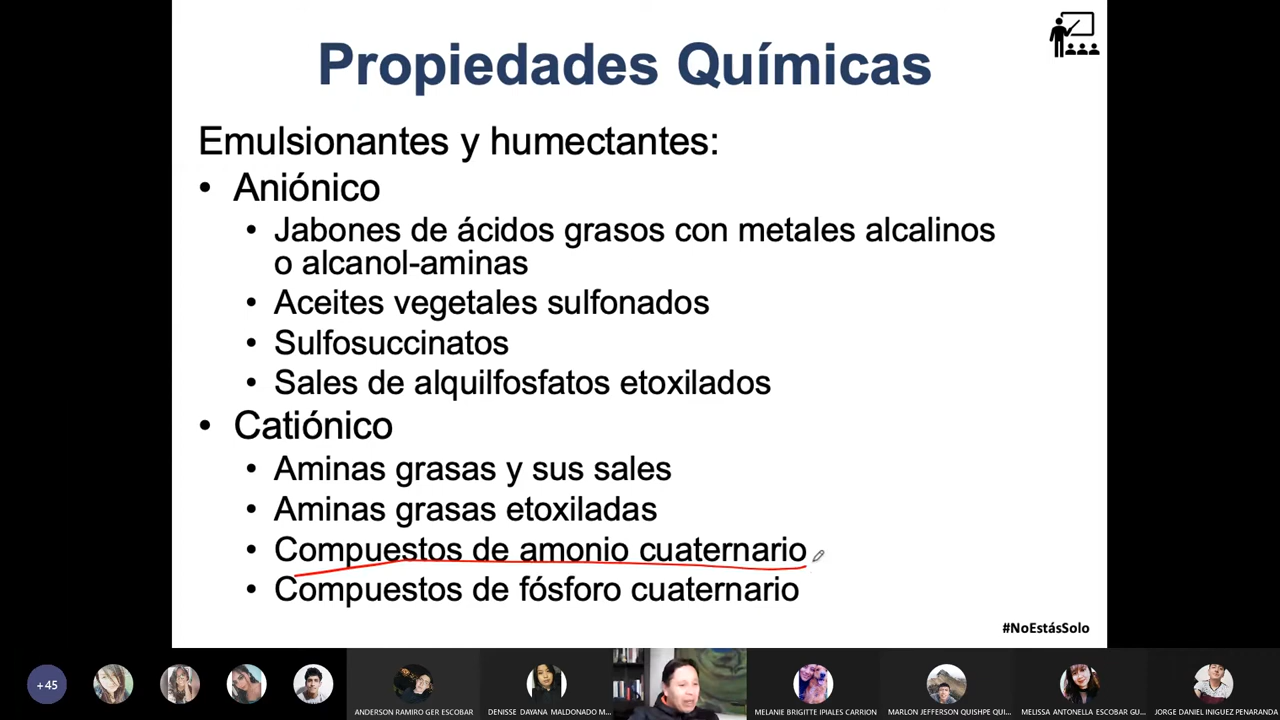 Propiedades Químicas
Emulsionantes y humectantes:
• Aniónico
• Jabones de ácidos grasos con metales alcalinos
o alcanol-aminas
• Aceites vegetales sulfonados
• Sulfosuccinatos
• Sales de alquilfosfatos etoxilados
• Catiónico
• Aminas grasas y sus sales
• Aminas grasas etoxiladas
• Compuestos de amonio cuaternario
• Compuestos de fósforo cuaternario
#NoEstásSolo
+45
ANDERSON RAMIRO GER ESCOBAR
DENISSE DAYANA MALDONADO M...
MELANIE BRIGITTE IPIALES CARRION
MARLON JEFFERSON QUISHPE QUI...
MELISSA ANTONELLA ESCOBAR GU...
JORGE DANIEL INIGUEZ PENARANDA